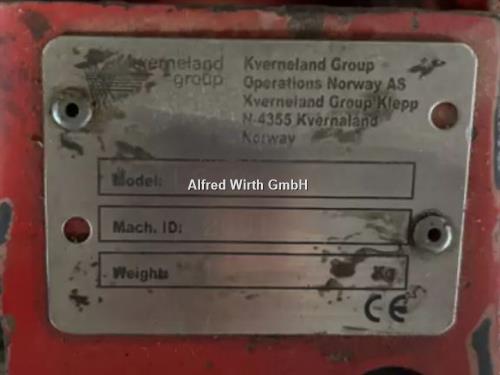 Kverneland
group
Kverneland Group
Operations Norway AS
Kverneland Group Klepp
N-4355 Kvernaland
Norway
Model:
Alfred Wirth GmbH
Mach. ID:
Weight: Kg
CE